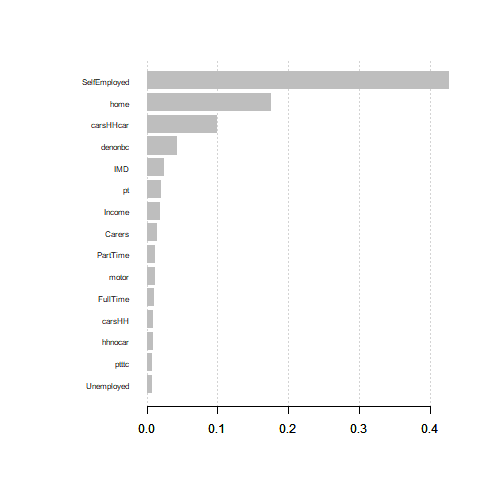 SelfEmployed
home
carsHHcar
denonbc
IMD
pt
Income
Carers
PartTime
motor
FullTime
carsHH
hhnocar
ptttc
Unemployed
0.0 0.1 0.2 0.3 0.4